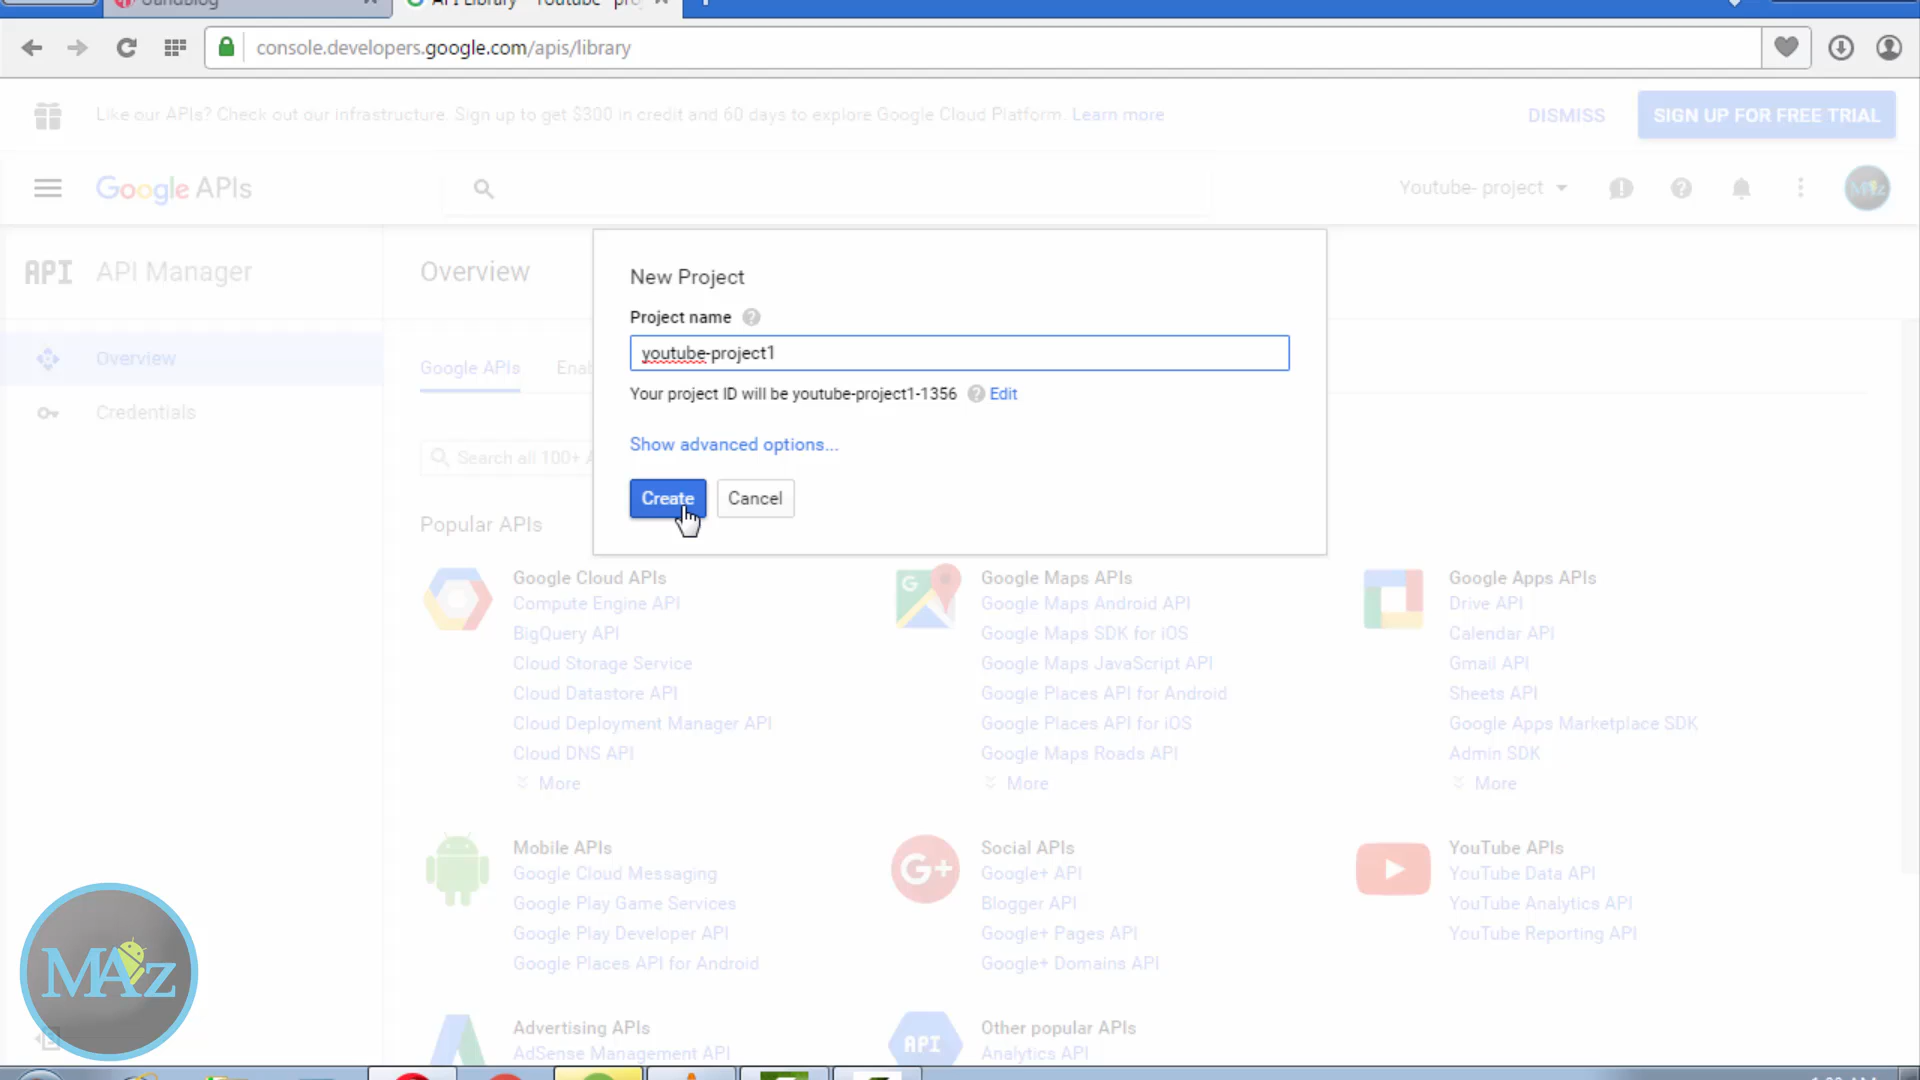 console.developers.google.com/apis/library
Like our APIs? Check out our infrastructure. Sign up to get $300 in credit and 60 days to explore Google Cloud Platform. Learn more
DISMISS
SIGN UP FOR FREE TRIAL
Google APIs
Youtube- project
MAz
API
API Manager
Overview
Overview
Credentials
Google APIs
Search all 100+
New Project
Project name
youtube-project1
Your project ID will be youtube-project1-1356
Edit
Show advanced options...
Create
Cancel
Popular APIs
Google Cloud APIs
Compute Engine API
BigQuery API
Cloud Storage Service
Cloud Datastore API
Cloud Deployment Manager API
Cloud DNS API
More
G
Google Maps APIs
Google Maps Android API
Google Maps SDK for iOS
Google Maps JavaScript API
Google Places API for Android
Google Places API for iOS
Google Maps Roads API
More
Google Apps APIs
Drive API
Calendar API
Gmail API
Sheets API
Google Apps Marketplace SDK
Admin SDK
More
Mobile APIs
Google Cloud Messaging
Google Play Game Services
Google Play Developer API
Google Places API for Android
G+
Social APIs
Google+ API
Blogger API
Google+ Pages API
Google+ Domains API
YouTube APIs
YouTube Data API
YouTube Analytics API
YouTube Reporting API
Advertising APIs
AdSense Management API
API
Other popular APIs
Analytics API
MAz